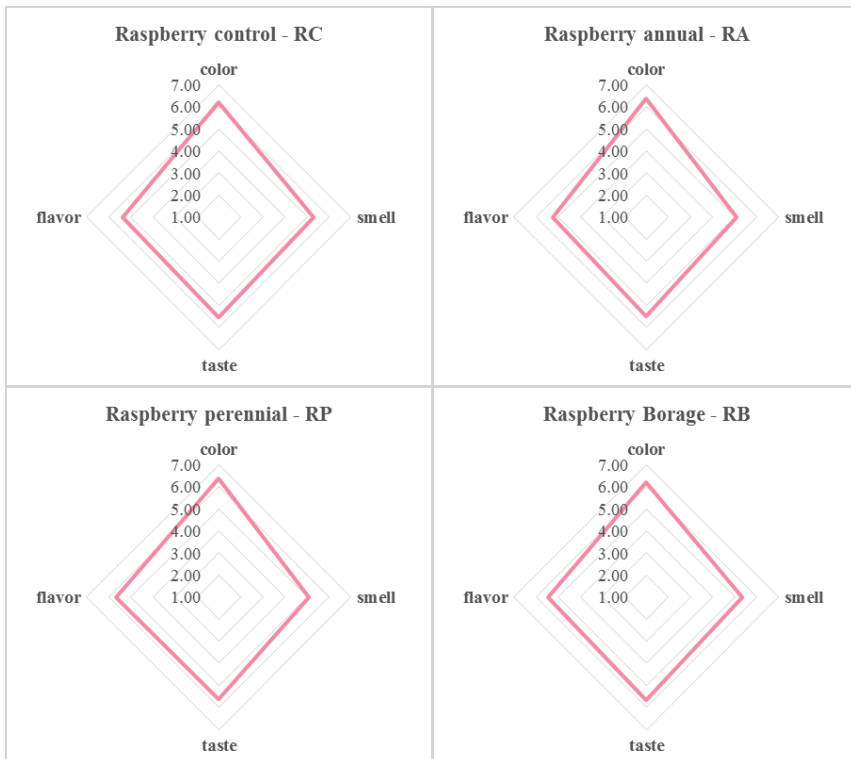 Raspberry control - RC
color
7.00
6.00
5.00
4.00
3.00
2.00
1.00
flavor
smell
taste
Raspberry annual - RA
color
7.00
6.00
5.00
4.00
3.00
2.00
1.00
flavor
smell
taste
Raspberry perennial - RP
color
7.00
6.00
5.00
4.00
3.00
2.00
1.00
flavor
smell
taste
Raspberry Borage - RB
color
7.00
6.00
5.00
4.00
3.00
2.00
1.00
flavor
smell
taste